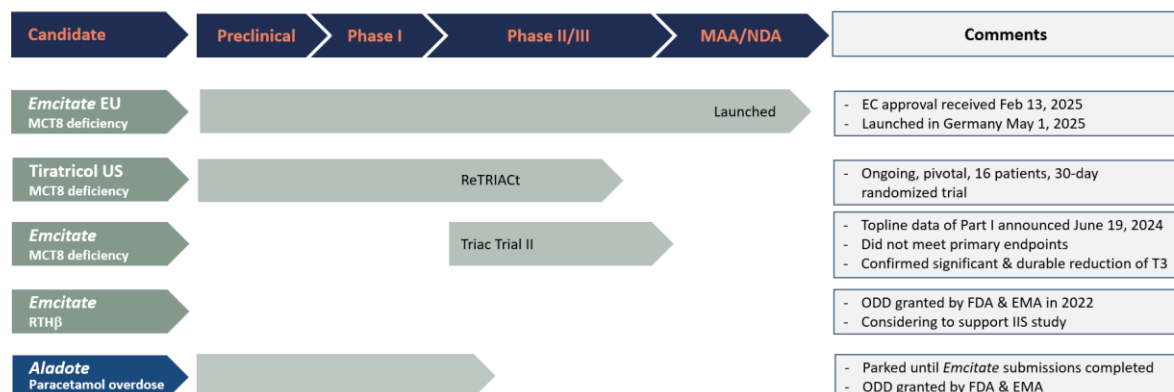 Candidate
Preclinical
Phase I
Phase II/III
MAA/NDA
Comments
Emcitate EU
MCT8 deficiency
Launched
- EC approval received Feb 13, 2025
- Launched in Germany May 1, 2025
Tiratricol US
MCT8 deficiency
ReTRIACt
- Ongoing, pivotal, 16 patients, 30-day
randomized trial
Emcitate
MCT8 deficiency
Triac Trial II
- Topline data of Part I announced June 19, 2024
- Did not meet primary endpoints
- Confirmed significant & durable reduction of T3
Emcitate
RTHβ
- ODD granted by FDA & EMA in 2022
- Considering to support IIS study
Aladote
Paracetamol overdose
- Parked until Emcitate submissions completed
- ODD granted by FDA & EMA